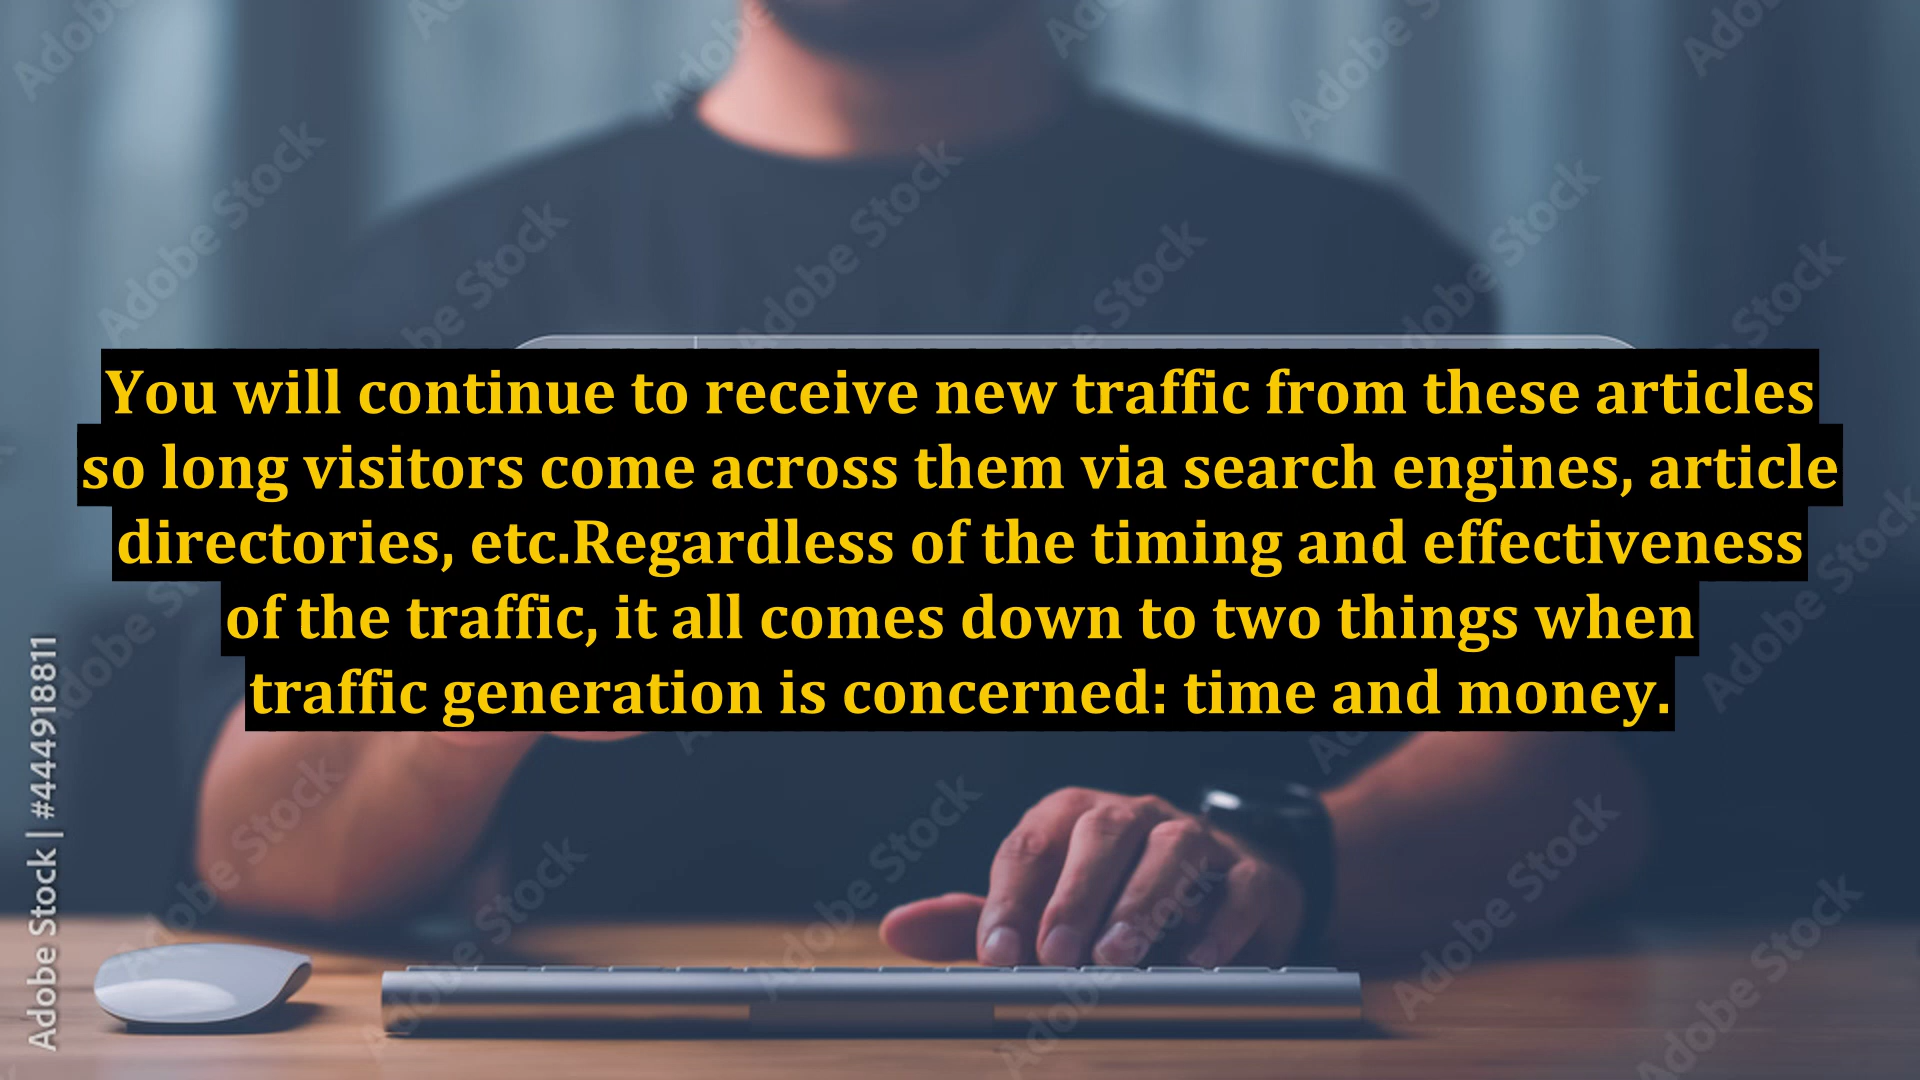 You will continue to receive new traffic from these articles
so long visitors come across them via search engines, article
directories, etc.Regardless of the timing and effectiveness
of the traffic, it all comes down to two things when
traffic generation is concerned: time and money.
Adobe Stock | #444918811
Adobe Stock